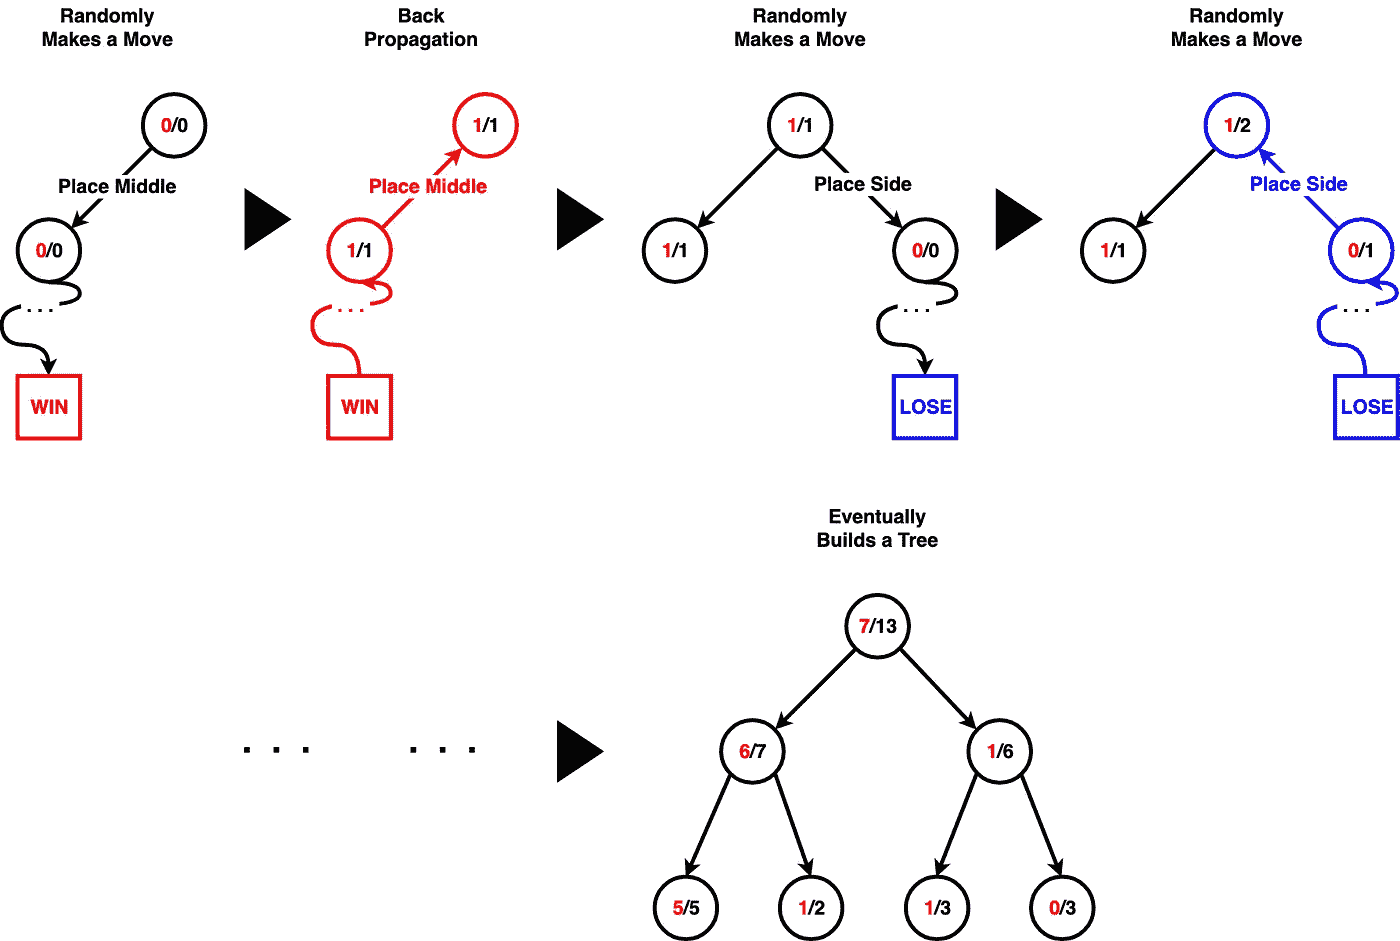 Randomly
Makes a Move
Back
Propagation
Randomly
Makes a Move
Randomly
Makes a Move
0/0
Place Middle
0/0
...
WIN
1/1
Place Middle
1/1
...
WIN
1/1
Place Side
1/1
0/0
...
LOSE
1/2
Place Side
1/1
0/1
...
LOSE
Eventually
Builds a Tree
... ...
7/13
6/7
1/6
5/5
1/2
1/3
0/3